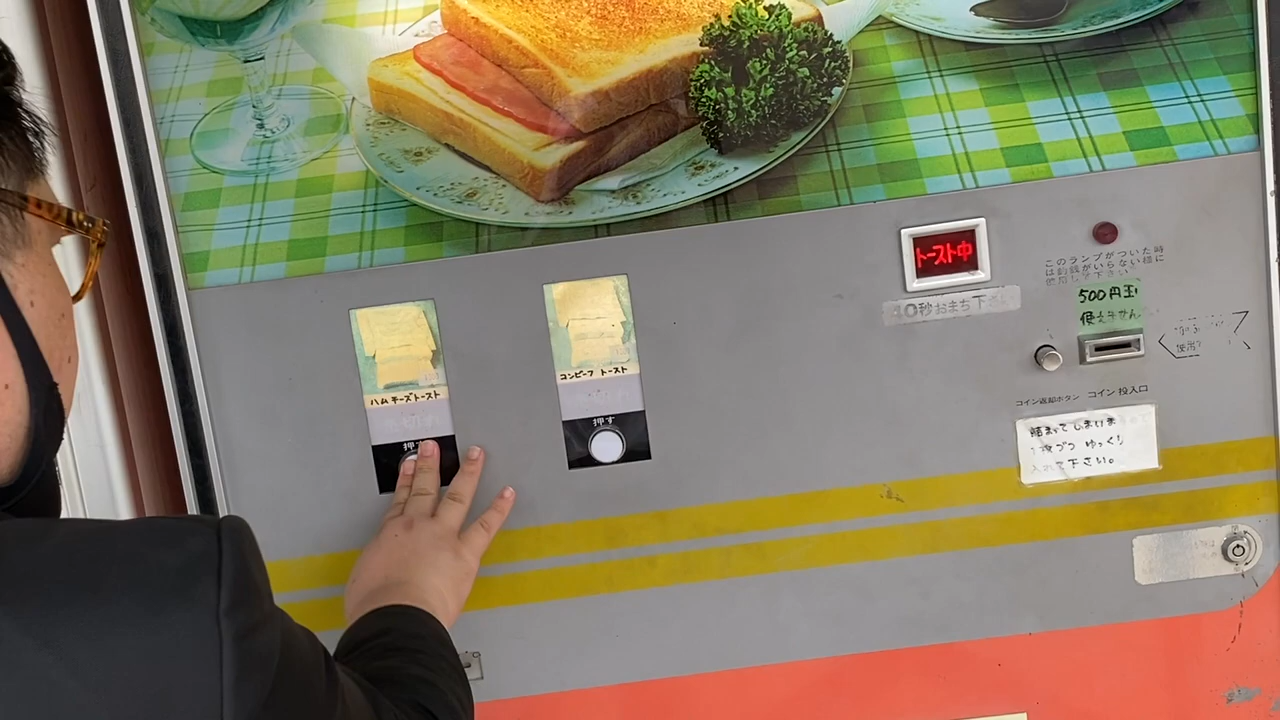 トースト中
40秒おまち下さい
このランプがついた時
は釣銭がいらない様に
使用して下さい
500円玉
使えません
コイン返却ボタン
コイン投入口
詰まってしまいま
1枚づつ ゆっく!
入れて下さい。
ハムチーズトースト
押す
コンビーフ トースト
押す